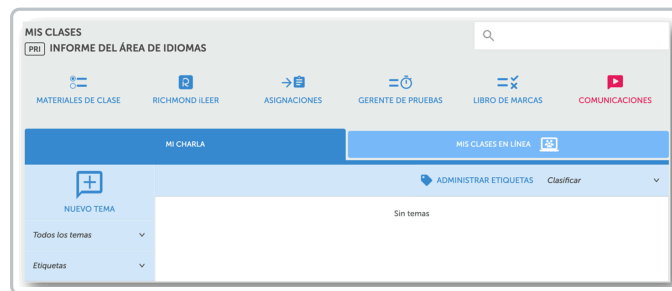 MIS CLASES
PRI INFORME DEL ÁREA DE IDIOMAS
MATERIALES DE CLASE
RICHMOND iLEER
ASIGNACIONES
GERENTE DE PRUEBAS
LIBRO DE MARCAS
COMUNICACIONES
MI CHARLA
MIS CLASES EN LÍNEA
NUEVO TEMA
ADMINISTRAR ETIQUETAS Clasificar
Todos los temas
Etiquetas
Sin temas